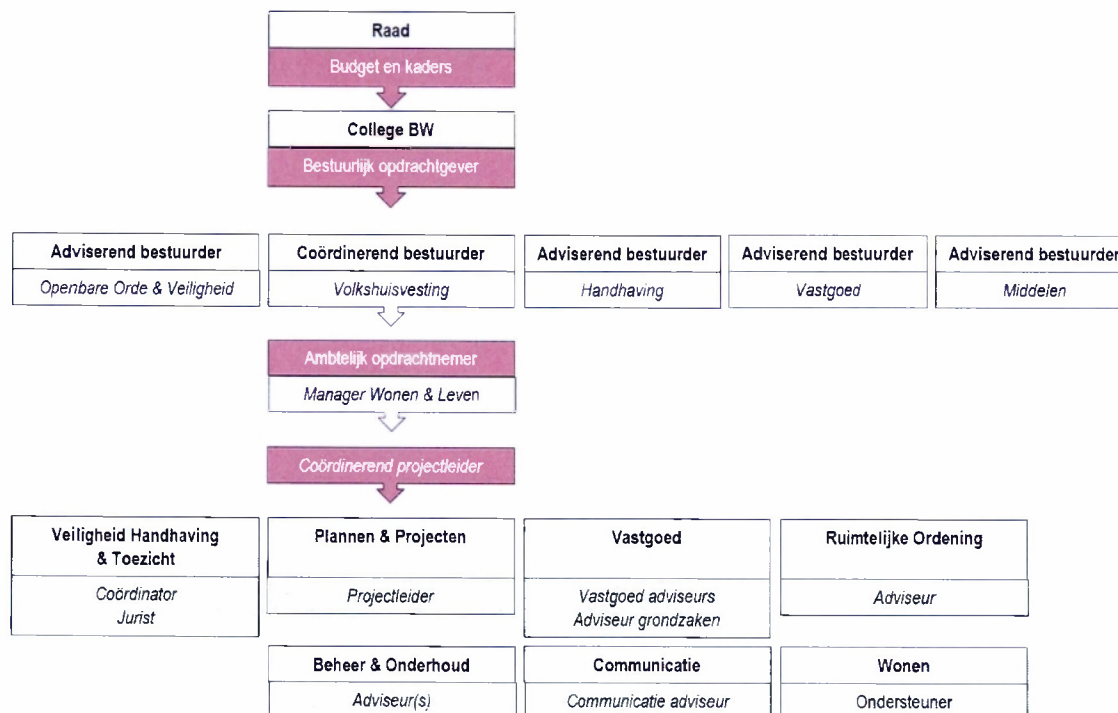 Raad
Budget en kaders
College BW
Bestuurlijk opdrachtgever
Adviserend bestuurder
Openbare Orde & Veiligheid
Coördinerend bestuurder
Volkshuisvesting
Adviserend bestuurder
Handhaving
Adviserend bestuurder
Vastgoed
Adviserend bestuurder
Middelen
Ambtelijk opdrachtnemer
Manager Wonen & Leven
Coördinerend projectleider
Veiligheid Handhaving
& Toezicht
Coördinator
Jurist
Plannen & Projecten
Projectleider
Vastgoed
Vastgoed adviseurs
Adviseur grondzaken
Ruimtelijke Ordening
Adviseur
Beheer & Onderhoud
Adviseur(s)
Communicatie
Communicatie adviseur
Wonen
Ondersteuner